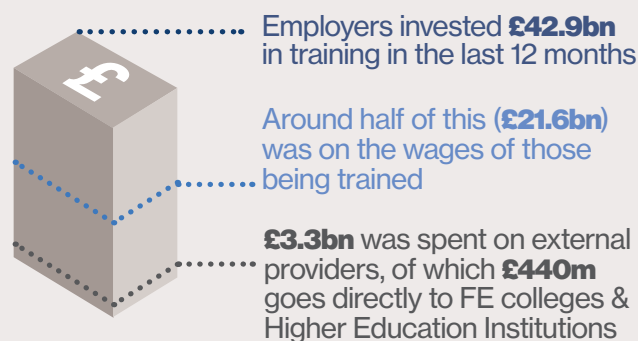 £
Employers invested £42.9bn
in training in the last 12 months
Around half of this (£21.6bn)
was on the wages of those
being trained
£3.3bn was spent on external
providers, of which £440m
goes directly to FE colleges &
Higher Education Institutions